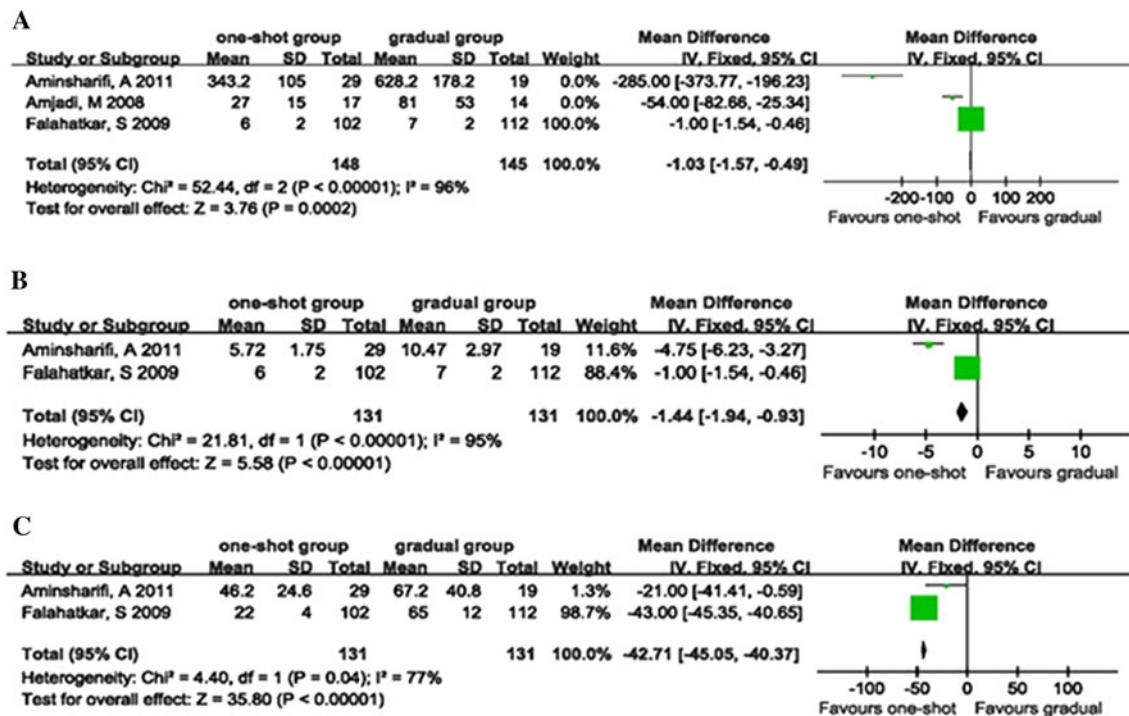 A
one-shot group gradual group Mean Difference Mean Difference
Study or Subgroup Mean SD Total Mean SD Total Weight IV, Fixed, 95% CI IV, Fixed, 95% CI
Aminsharifi, A 2011 343.2 105 29 628.2 178.2 19 0.0% -285.00 [-373.77, -196.23]
Amjadi, M 2008 27 15 17 81 53 14 0.0% -54.00 [-82.66, -25.34]
Falahatkar, S 2009 6 2 102 7 2 112 100.0% -1.00 [-1.54, -0.46]
Total (95% CI) 148 145 100.0% -1.03 [-1.57, -0.49]
Heterogeneity: Chi² = 52.44, df = 2 (P < 0.00001); I² = 96%
Test for overall effect: Z = 3.76 (P = 0.0002)
-200 -100 0 100 200
Favours one-shot Favours gradual
B
one-shot group gradual group Mean Difference Mean Difference
Study or Subgroup Mean SD Total Mean SD Total Weight IV, Fixed, 95% CI IV, Fixed, 95% CI
Aminsharifi, A 2011 5.72 1.75 29 10.47 2.97 19 11.6% -4.75 [-6.23, -3.27]
Falahatkar, S 2009 6 2 102 7 2 112 88.4% -1.00 [-1.54, -0.46]
Total (95% CI) 131 131 100.0% -1.44 [-1.94, -0.93]
Heterogeneity: Chi² = 21.81, df = 1 (P < 0.00001); I² = 95%
Test for overall effect: Z = 5.58 (P < 0.00001)
-10 -5 0 5 10
Favours one-shot Favours gradual
C
one-shot group gradual group Mean Difference Mean Difference
Study or Subgroup Mean SD Total Mean SD Total Weight IV, Fixed, 95% CI IV, Fixed, 95% CI
Aminsharifi, A 2011 46.2 24.6 29 67.2 40.8 19 1.3% -21.00 [-41.41, -0.59]
Falahatkar, S 2009 22 4 102 65 12 112 98.7% -43.00 [-45.35, -40.65]
Total (95% CI) 131 131 100.0% -42.71 [-45.05, -40.37]
Heterogeneity: Chi² = 4.40, df = 1 (P = 0.04); I² = 77%
Test for overall effect: Z = 35.80 (P < 0.00001)
-100 -50 0 50 100
Favours one-shot Favours gradual